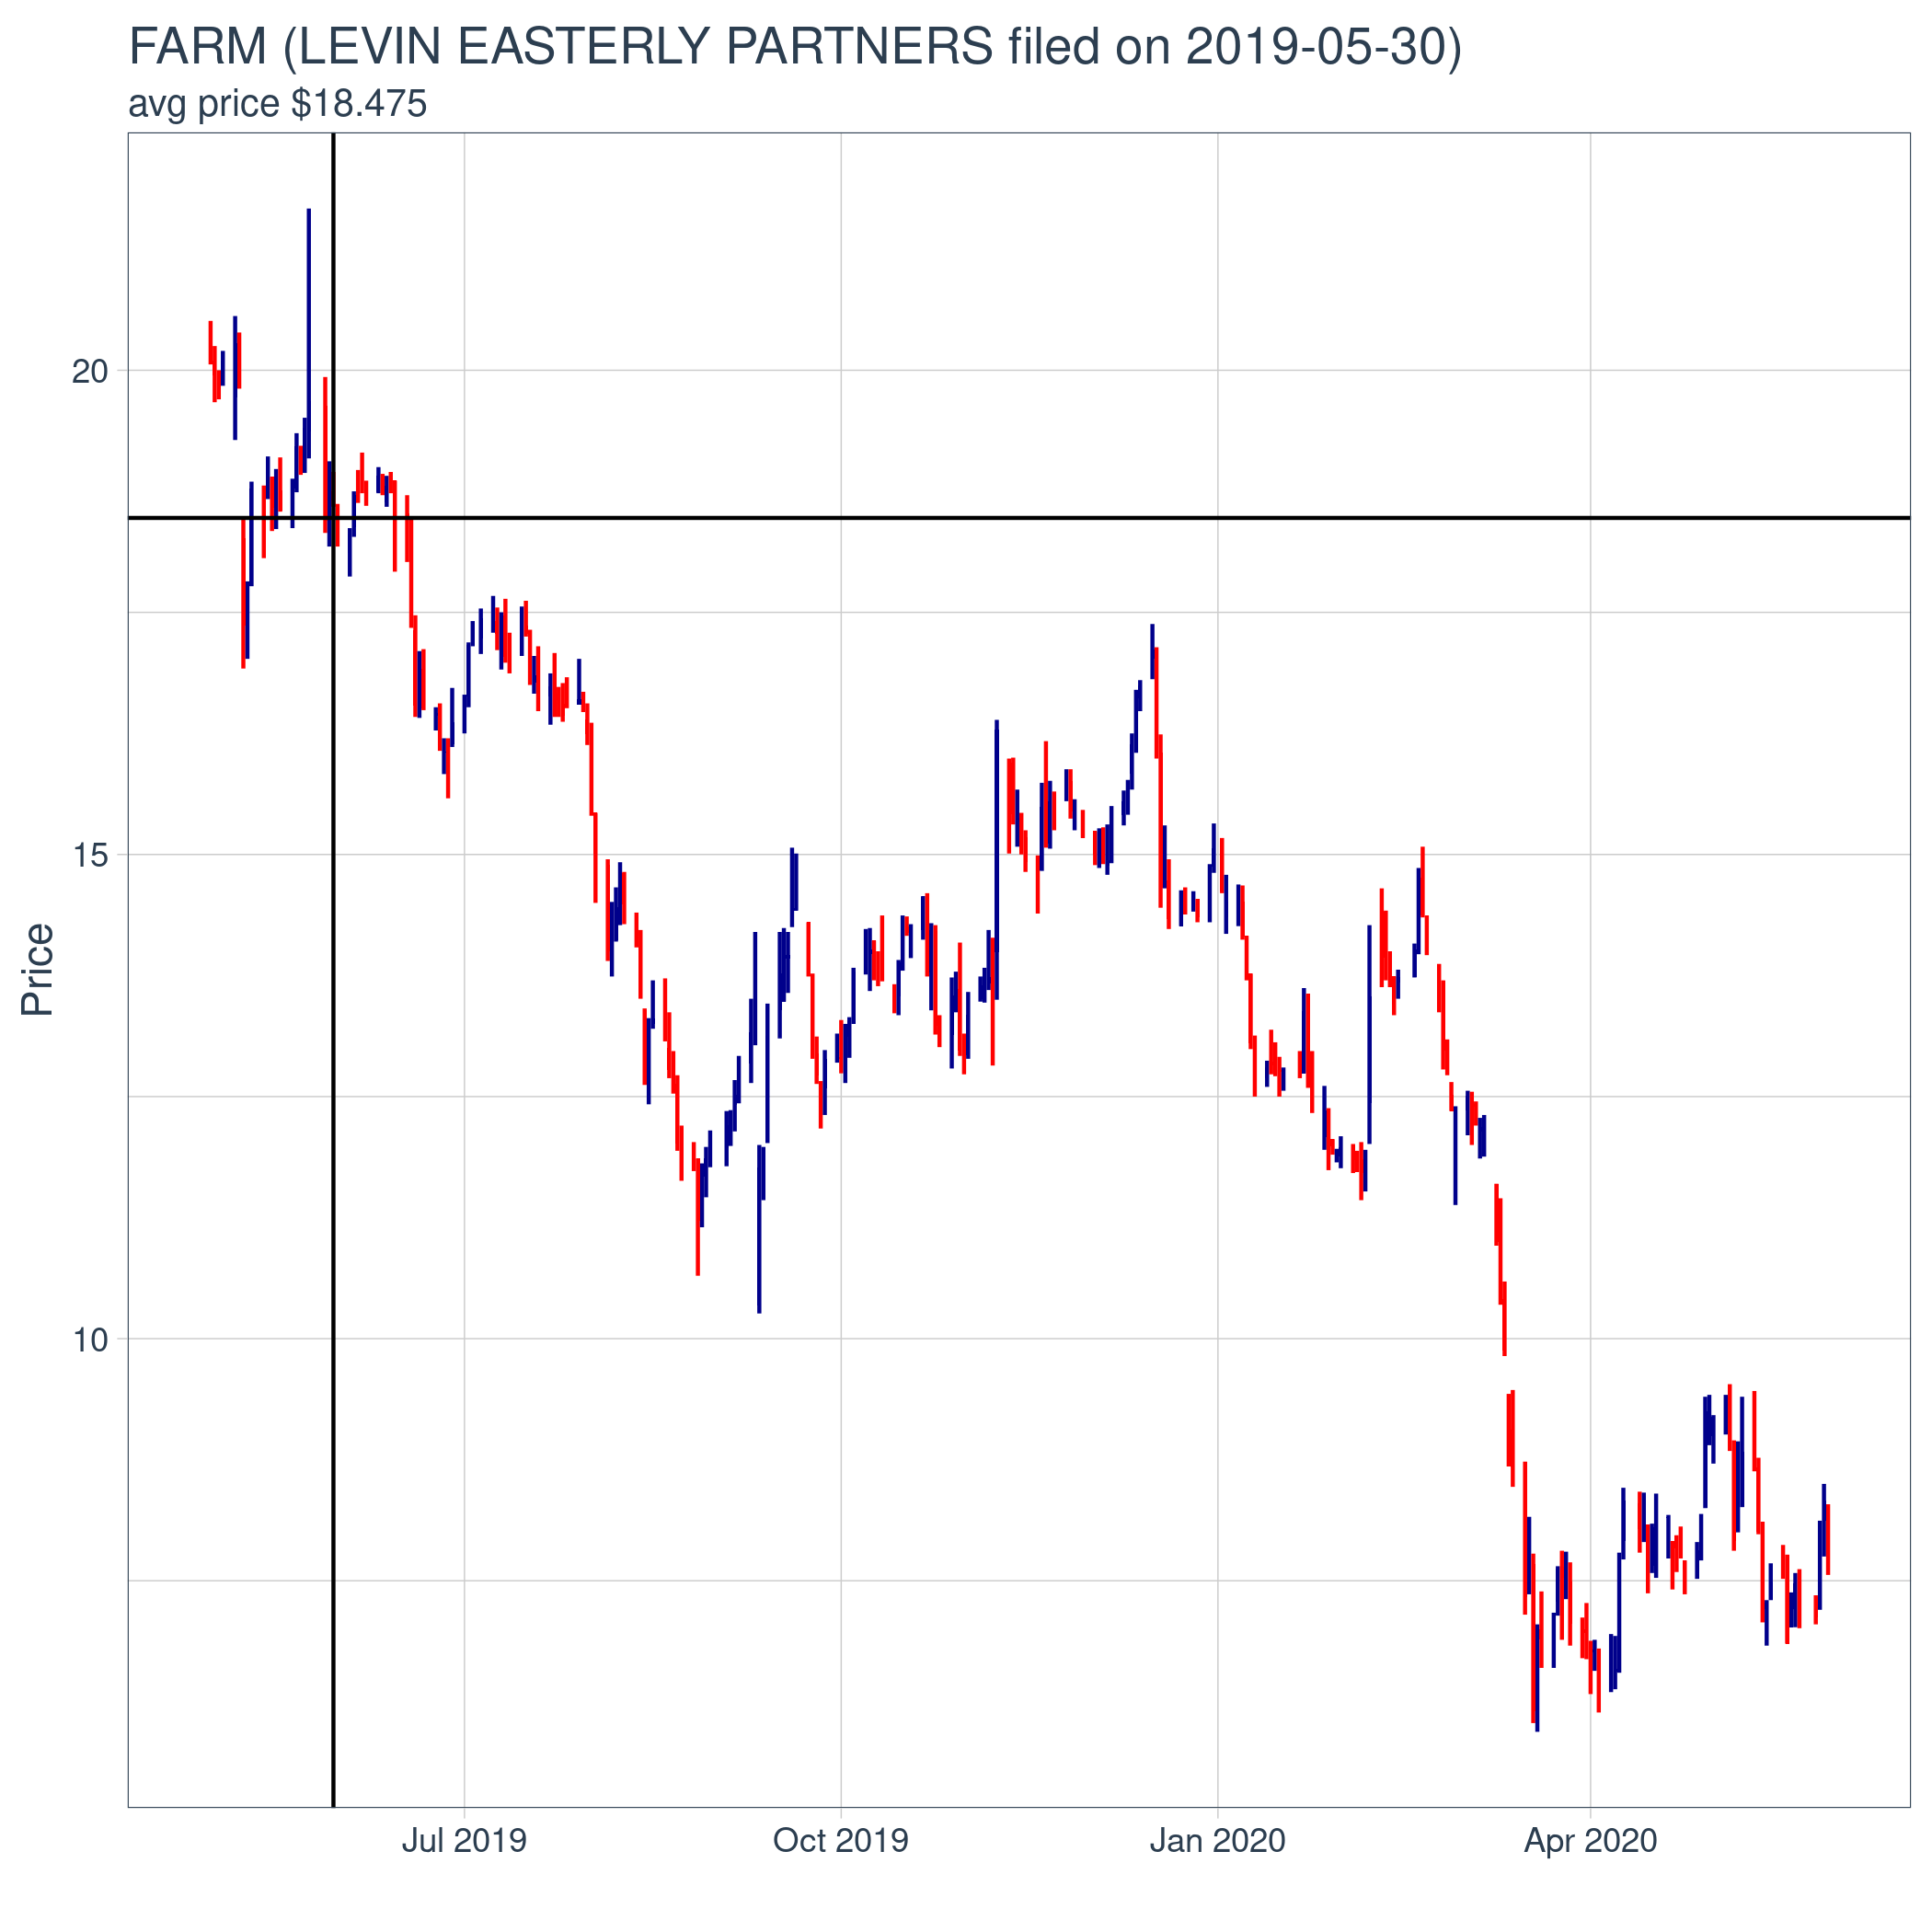 FARM (LEVIN EASTERLY PARTNERS filed on 2019-05-30)
avg price $18.475
20
15
10
Price
Jul 2019
Oct 2019
Jan 2020
Apr 2020